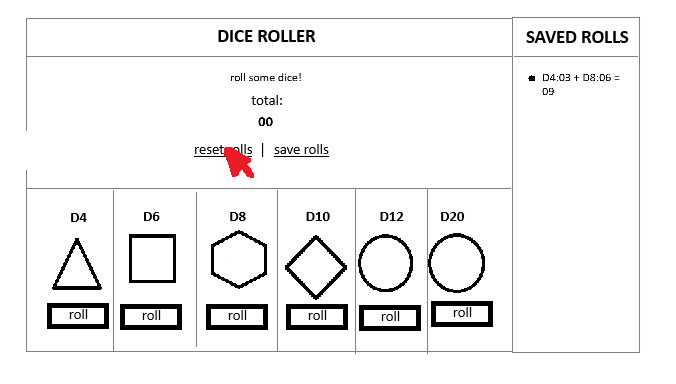 DICE ROLLER
SAVED ROLLS
roll some dice!
total:
00
reset rolls | save rolls
D4:03 + D8:06 =
09
D4 D6 D8 D10 D12 D20
roll roll roll roll roll roll